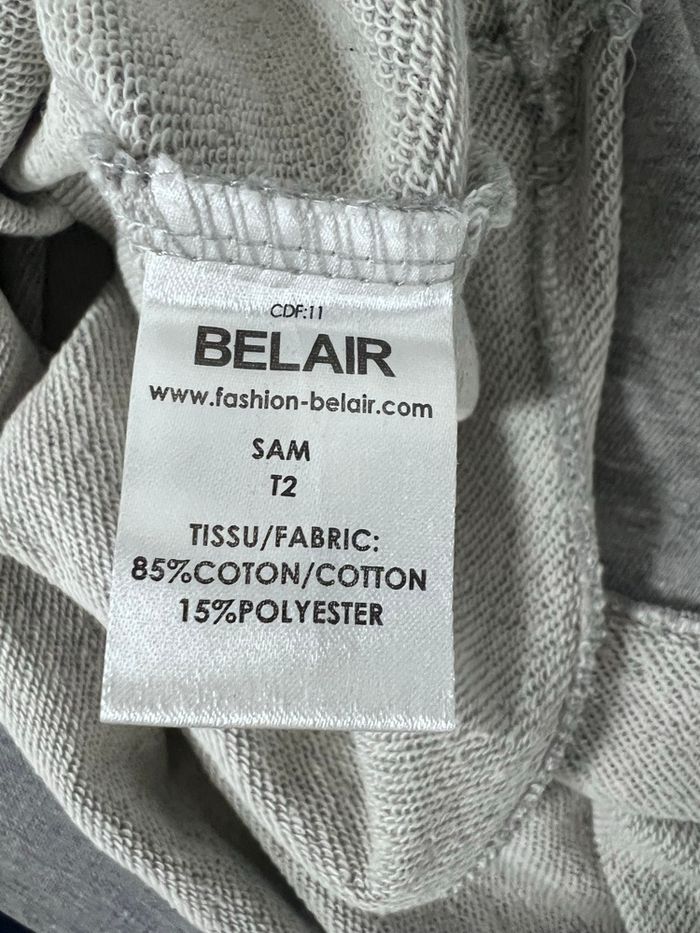 CDF:11
BELAIR
www.fashion-belair.com
SAM
T2
TISSU/FABRIC:
85%COTON/COTTON
15%POLYESTER